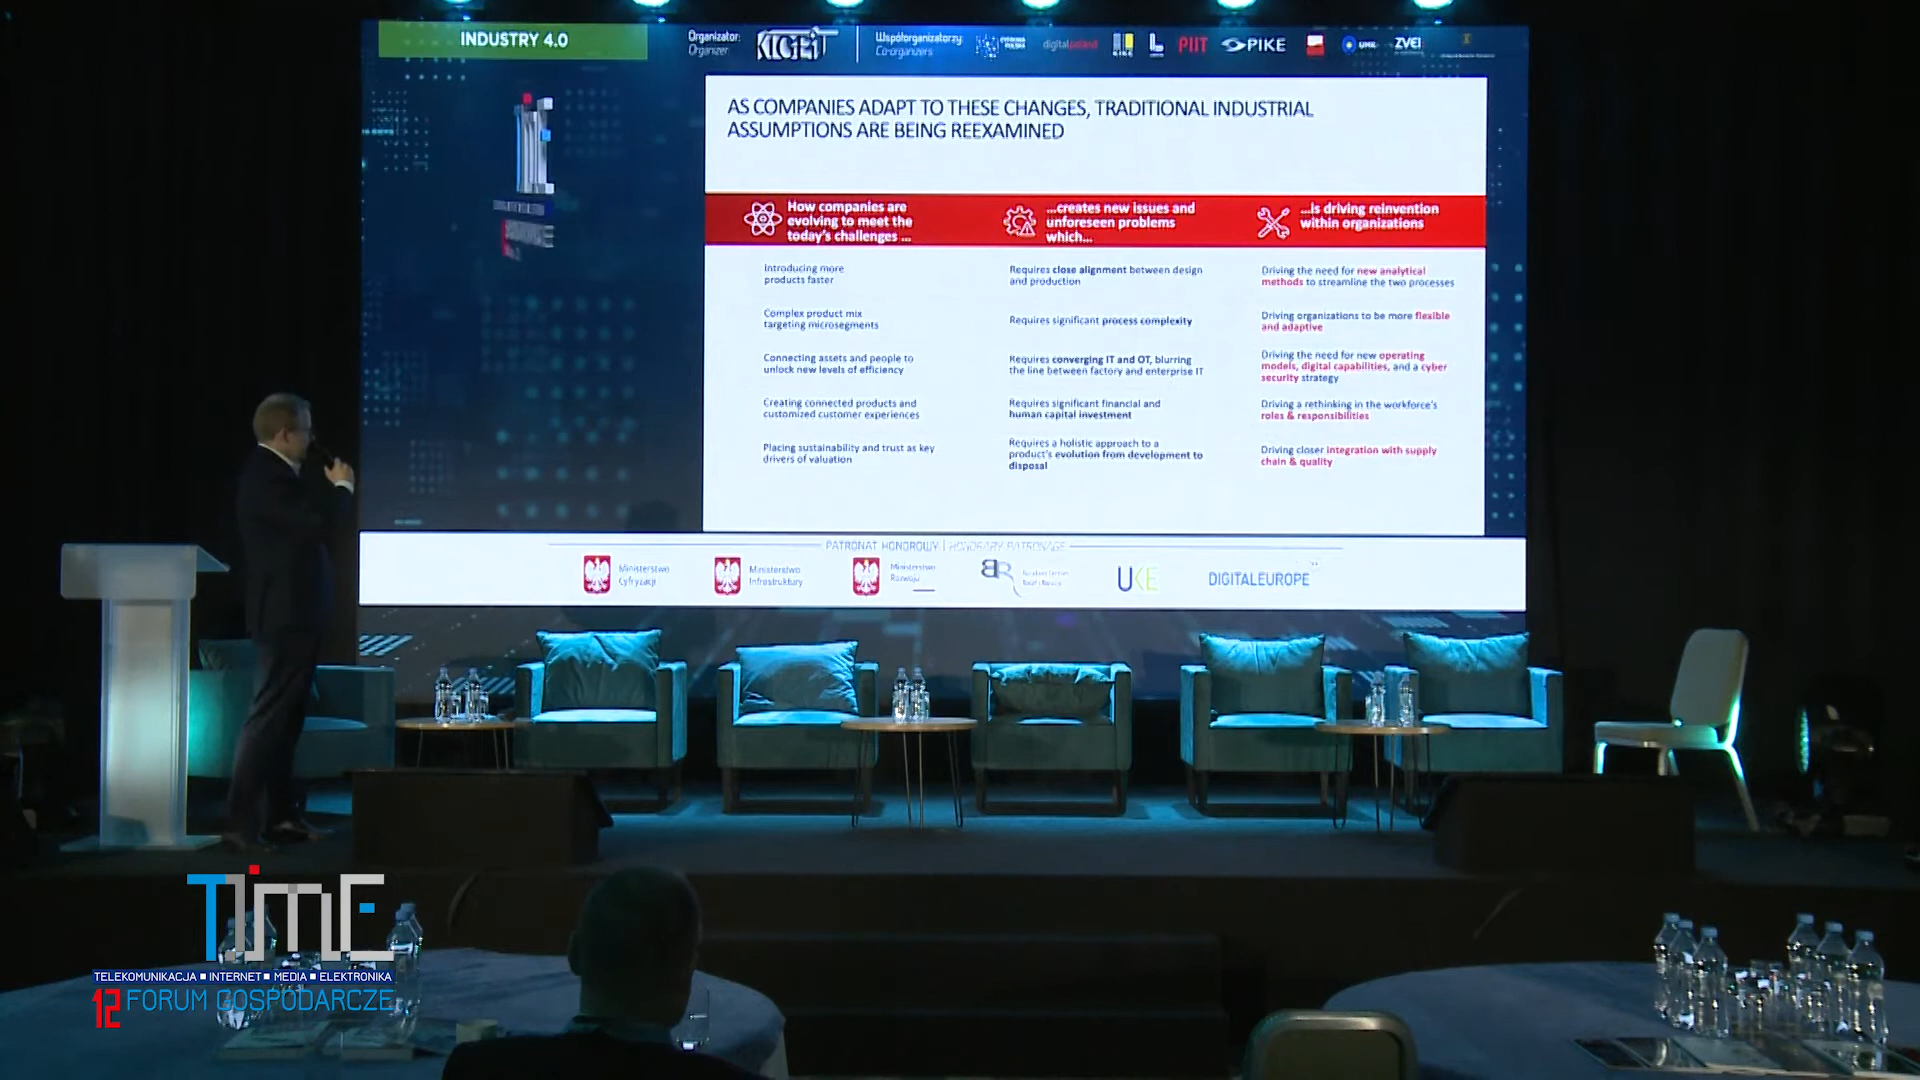 INDUSTRY 4.0
Organizator:
Organizer
KIGEiT
Współorganizatorzy:
Co-organizers
CYFROWA
POLSKA
digitalpoland
KIKE
PIIT
PIKE
UKE
ZVEI
AS COMPANIES ADAPT TO THESE CHANGES, TRADITIONAL INDUSTRIAL
ASSUMPTIONS ARE BEING REEXAMINED
How companies are
evolving to meet the
today's challenges ...
...creates new issues and
unforeseen problems
which...
...is driving reinvention
within organizations
Introducing more
products faster
Requires close alignment between design
and production
Driving the need for new analytical
methods to streamline the two processes
Complex product mix
targeting microsegments
Requires significant process complexity
Driving organizations to be more flexible
and adaptive
Connecting assets and people to
unlock new levels of efficiency
Requires converging IT and OT, blurring
the line between factory and enterprise IT
Driving the need for new operating
models, digital capabilities, and a cyber
security strategy
Creating connected products and
customized customer experiences
Requires significant financial and
human capital investment
Driving a rethinking in the workforce's
roles & responsibilities
Placing sustainability and trust as key
drivers of valuation
Requires a holistic approach to a
product's evolution from development to
disposal
Driving closer integration with supply
chain & quality
PATRONAT HONOROWY | HONORARY PATRONAGE
Ministerstwo
Cyfryzacji
Ministerstwo
Infrastruktury
Ministerstwo
Rozwoju
UKE
DIGITALEUROPE
TIME
TELEKOMUNIKACJA ■ INTERNET ■ MEDIA ■ ELEKTRONIKA
12 FORUM GOSPODARCZE